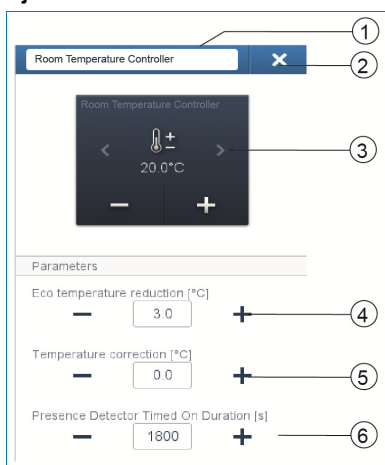 1
Room Temperature Controller
2
Room Temperature Controller
3
20.0°C
Parameters
Eco temperature reduction [°C]
3.0
4
Temperature correction [°C]
0.0
5
Presence Detector Timed On Duration [s]
1800
6